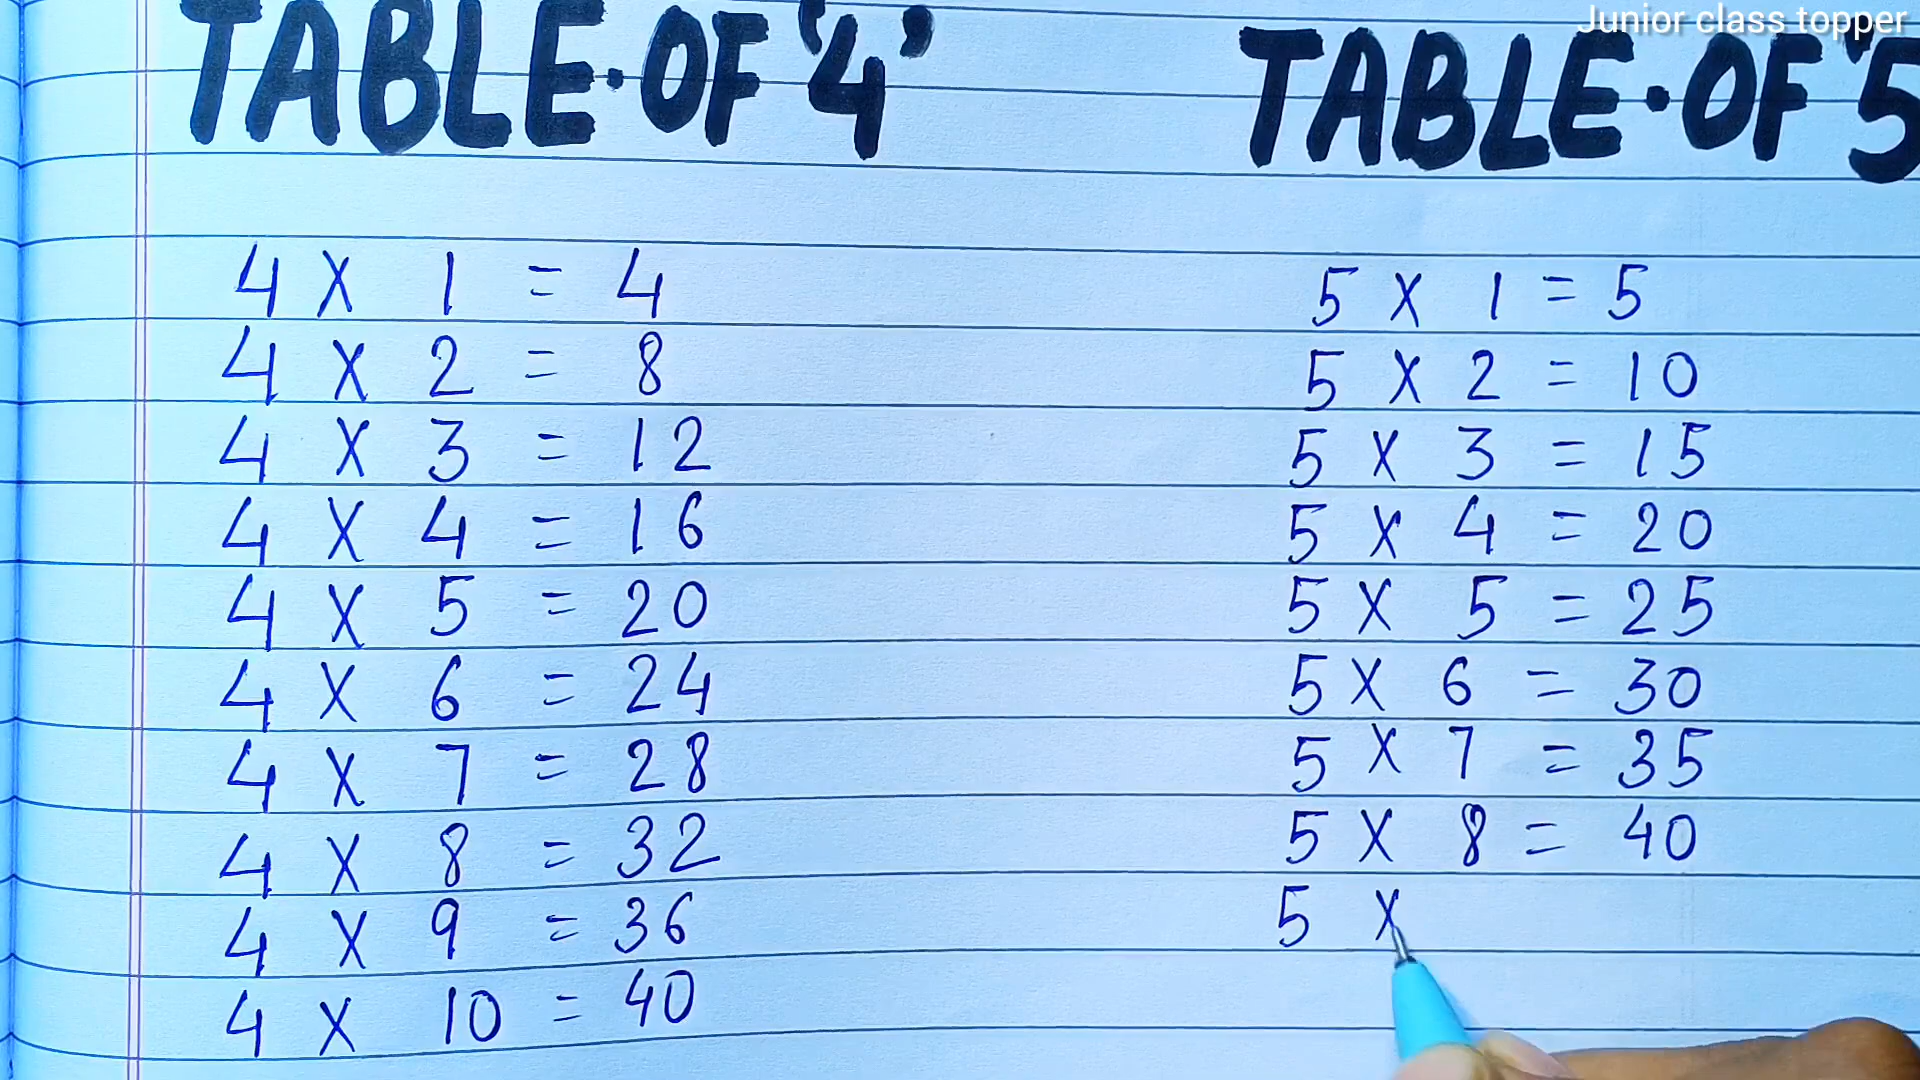 Junior class topper
TABLE·OF '4'
4 X 1 = 4
4 X 2 = 8
4 X 3 = 12
4 X 4 = 16
4 X 5 = 20
4 X 6 = 24
4 X 7 = 28
4 X 8 = 32
4 X 9 = 36
4 X 10 = 40
TABLE·OF '5
5 X 1 = 5
5 X 2 = 10
5 X 3 = 15
5 X 4 = 20
5 X 5 = 25
5 X 6 = 30
5 X 7 = 35
5 X 8 = 40
5 X